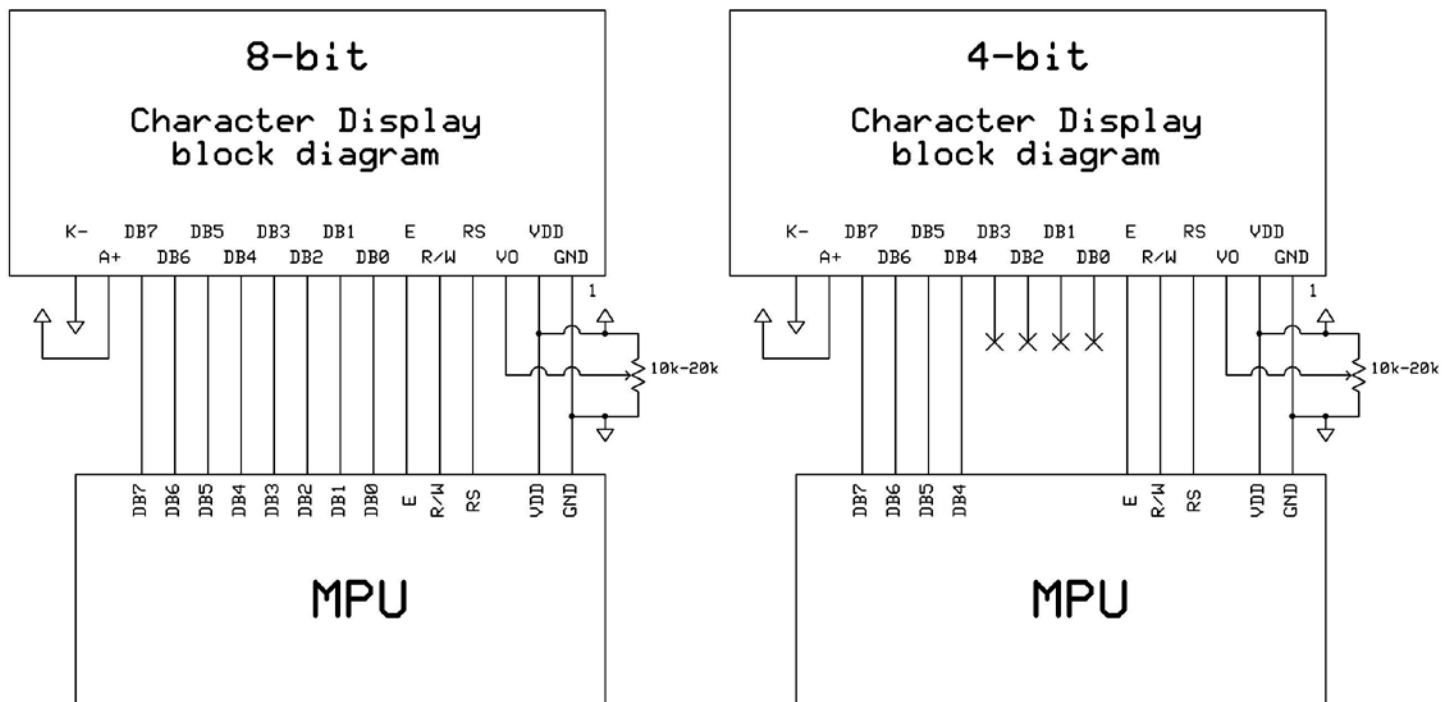 8-bit
Character Display
block diagram
K- DB7 DB5 DB3 DB1 E RS VDD
A+ DB6 DB4 DB2 DB0 R/W VO GND
1
10k-20k
DB7 DB6 DB5 DB4 DB3 DB2 DB1 DB0 E R/W RS VDD GND
MPU
4-bit
Character Display
block diagram
K- DB7 DB5 DB3 DB1 E RS VDD
A+ DB6 DB4 DB2 DB0 R/W VO GND
1
10k-20k
DB7 DB6 DB5 DB4 E R/W RS VDD GND
MPU